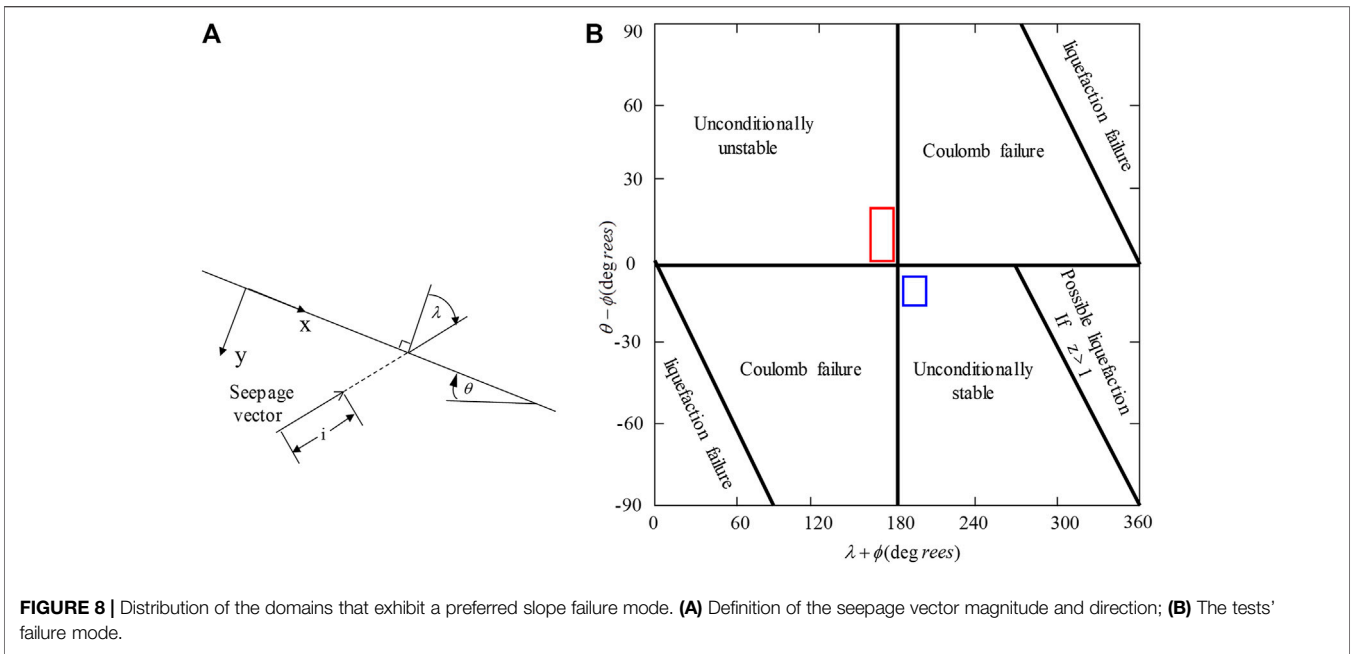 A
x
y
λ
θ
Seepage
vector
i
B
90
60
30
0
-30
-60
-90
θ − ϕ(deg rees)
Unconditionally
unstable
Coulomb failure
liquefaction failure
liquefaction failure
Coulomb failure
Unconditionally
stable
Possible liquefaction
If z > 1
0
60
120
180
240
300
360
λ + ϕ(deg rees)
FIGURE 8 | Distribution of the domains that exhibit a preferred slope failure mode. (A) Definition of the seepage vector magnitude and direction; (B) The tests'
failure mode.